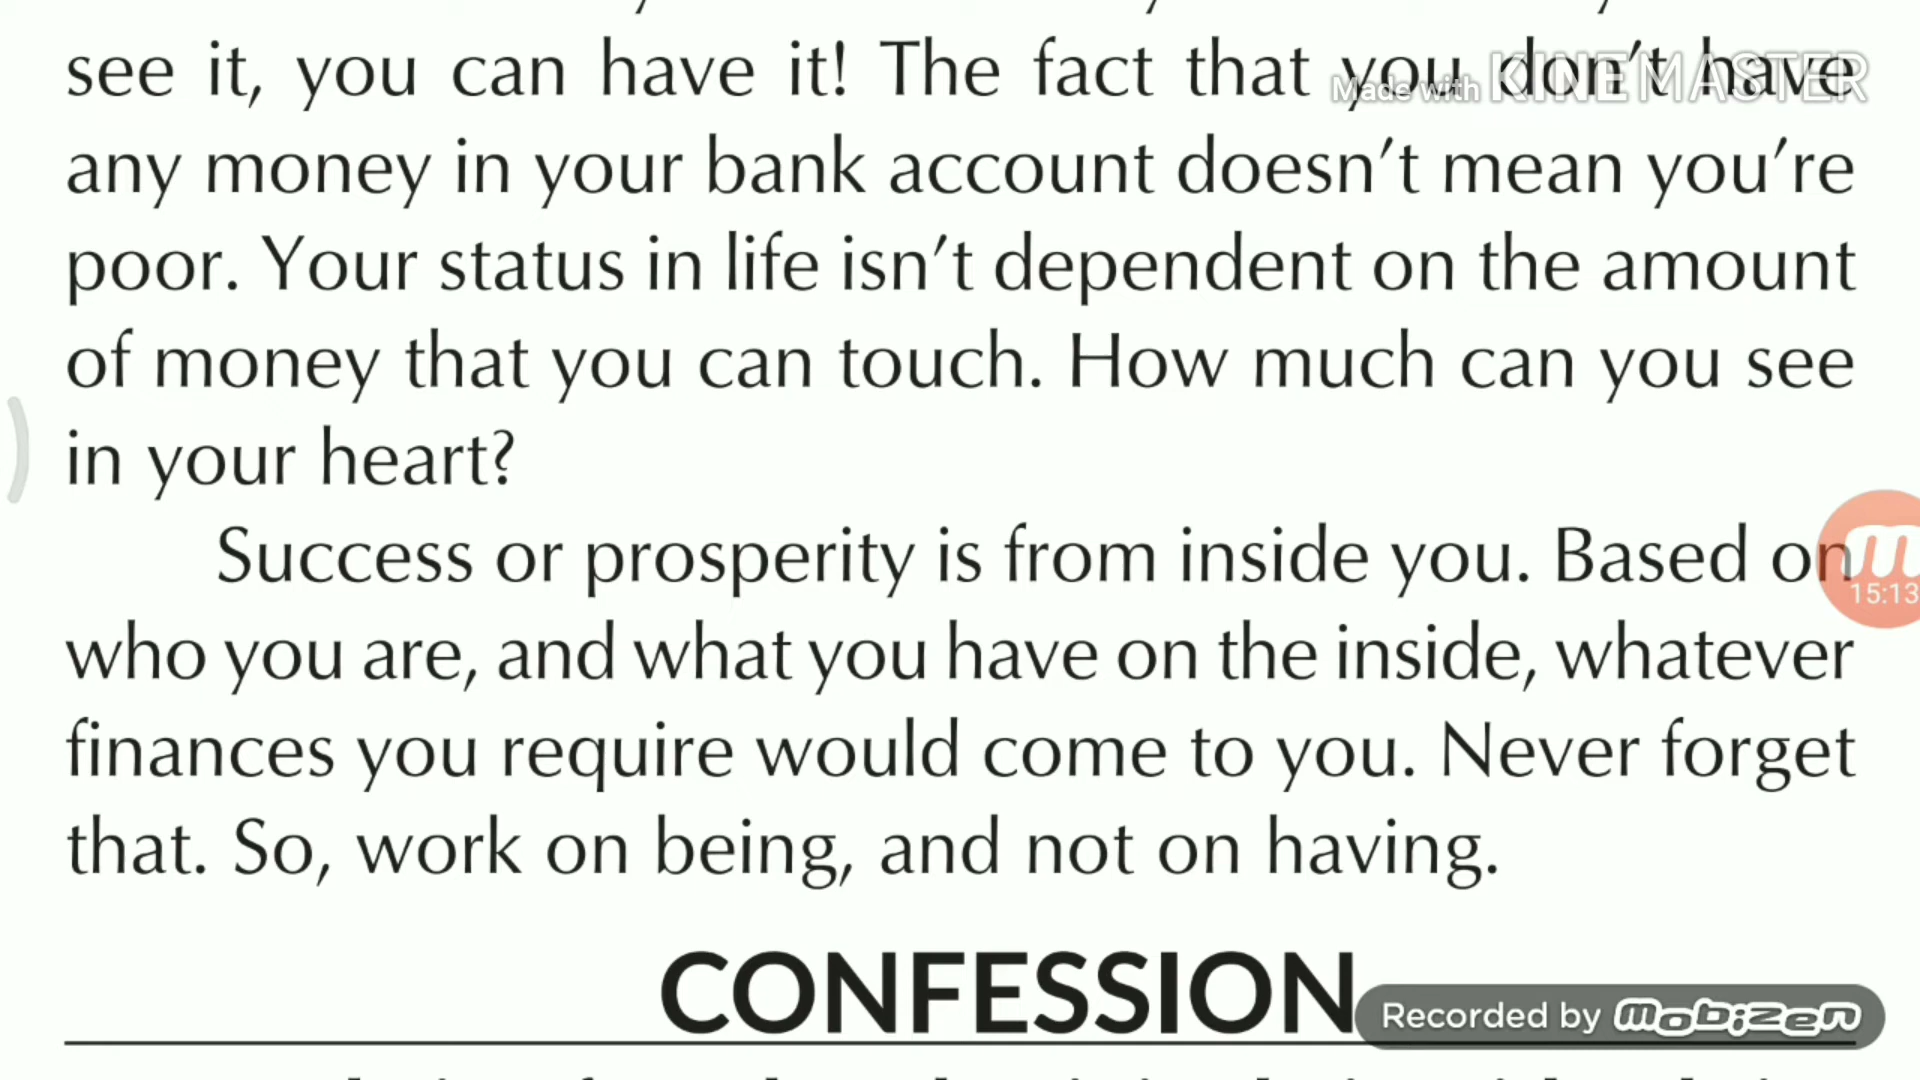 see it, you can have it! The fact that you don’t have
Made with KINEMASTER
any money in your bank account doesn’t mean you’re
poor. Your status in life isn’t dependent on the amount
of money that you can touch. How much can you see
in your heart?
Success or prosperity is from inside you. Based on
15:13
who you are, and what you have on the inside, whatever
finances you require would come to you. Never forget
that. So, work on being, and not on having.
CONFESSION
Recorded by mobizen